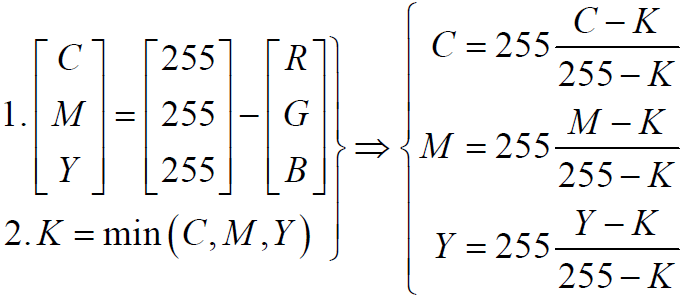 1. [C M Y] = [255 255 255] − [R G B]
2. K = min(C, M, Y)
⇒
C = 255 (C − K)/(255 − K)
M = 255 (M − K)/(255 − K)
Y = 255 (Y − K)/(255 − K)